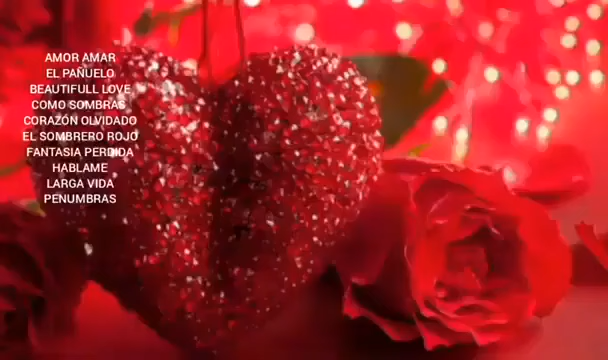 AMOR AMAR
EL PAÑUELO
BEAUTIFULL LOVE
COMO SOMBRAS
CORAZÓN OLVIDADO
EL SOMBRERO ROJO
FANTASIA PERDIDA
HABLAME
LARGA VIDA
PENUMBRAS